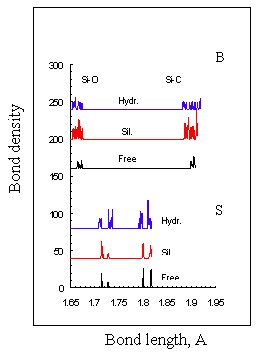 B
300
Si-O Si-C
250
Hydr.
200
Sil.
150
Free
100
S
Hydr.
50
Sil
Free
0
1.65 1.7 1.75 1.8 1.85 1.9 1.95
Bond density
Bond length, A